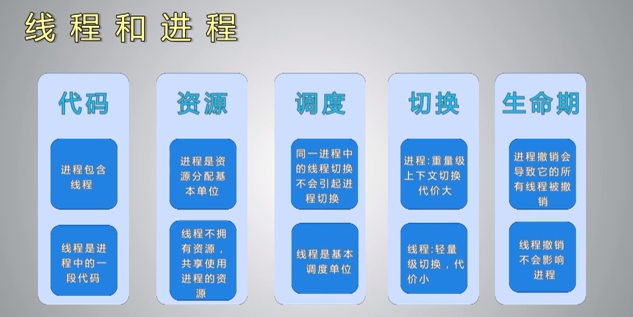 线程和进程
代码
进程包含
线程
线程是进
程中的一
段代码
资源
进程是资
源分配基
本单位
线程不拥
有资源，
共享使用
进程的资
源
调度
同一进程中
的线程切换
不会引起进
程切换
线程是基本
调度单位
切换
进程:重量级
上下文切换
代价大
线程:轻量
级切换，代
价小
生命期
进程撤销会
导致它的所
有线程被撤
销
线程撤销
不会影响
进程